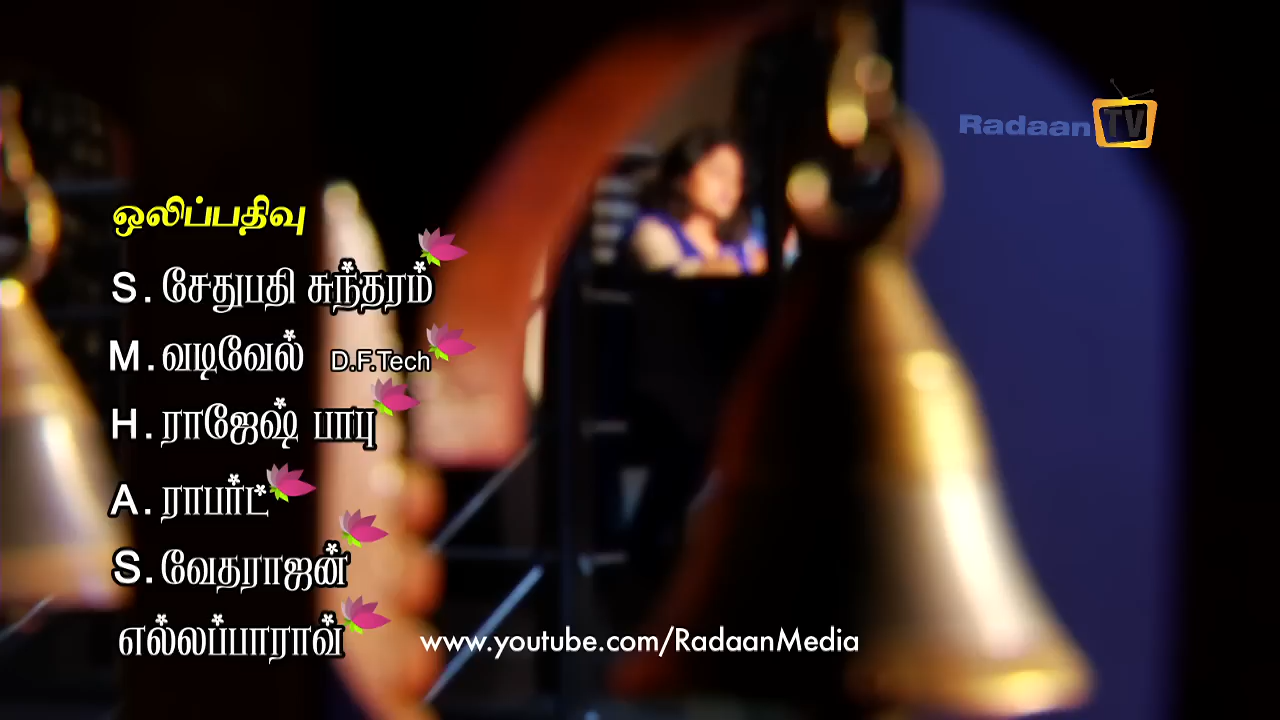 Radaan TV
ஒலிப்பதிவு
S. சேதுபதி சுந்தரம்
M. வடிவேல் D.F.Tech
H. ராஜேஷ் பாபு
A. ராபர்ட்
S. வேதராஜன்
எல்லப்பாராவ்
www.youtube.com/RadaanMedia